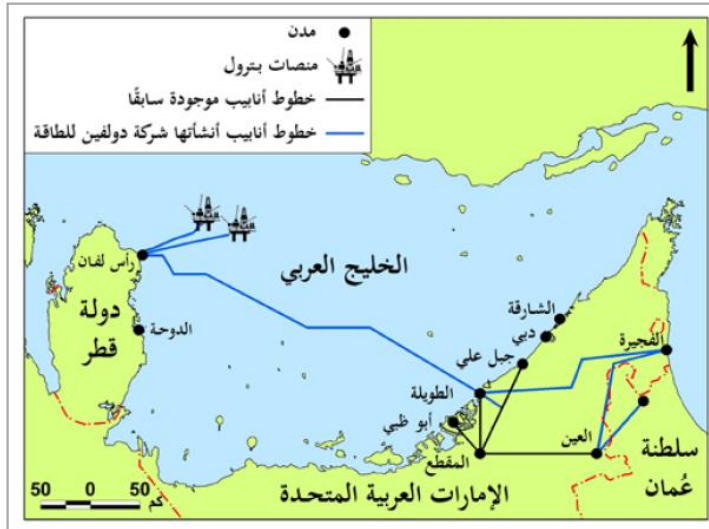 مدن
منصات بترول
خطوط أنابيب موجودة سابقًا
خطوط أنابيب أنشأتها شركة دولفين للطاقة
رأس لفان
الخليج العربي
دولة
قطر
الدوحة
الشارقة
دبي
جبل علي
الفجيرة
الطويلة
أبو ظبي
المقطع
العين
سلطنة
عُمان
الإمارات العربية المتحدة
50 0 50
كم